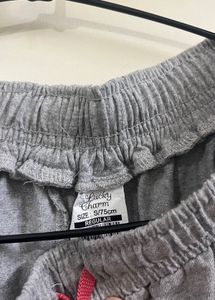 Lucky
Charm
SIZE: S/75cm
REGULAR